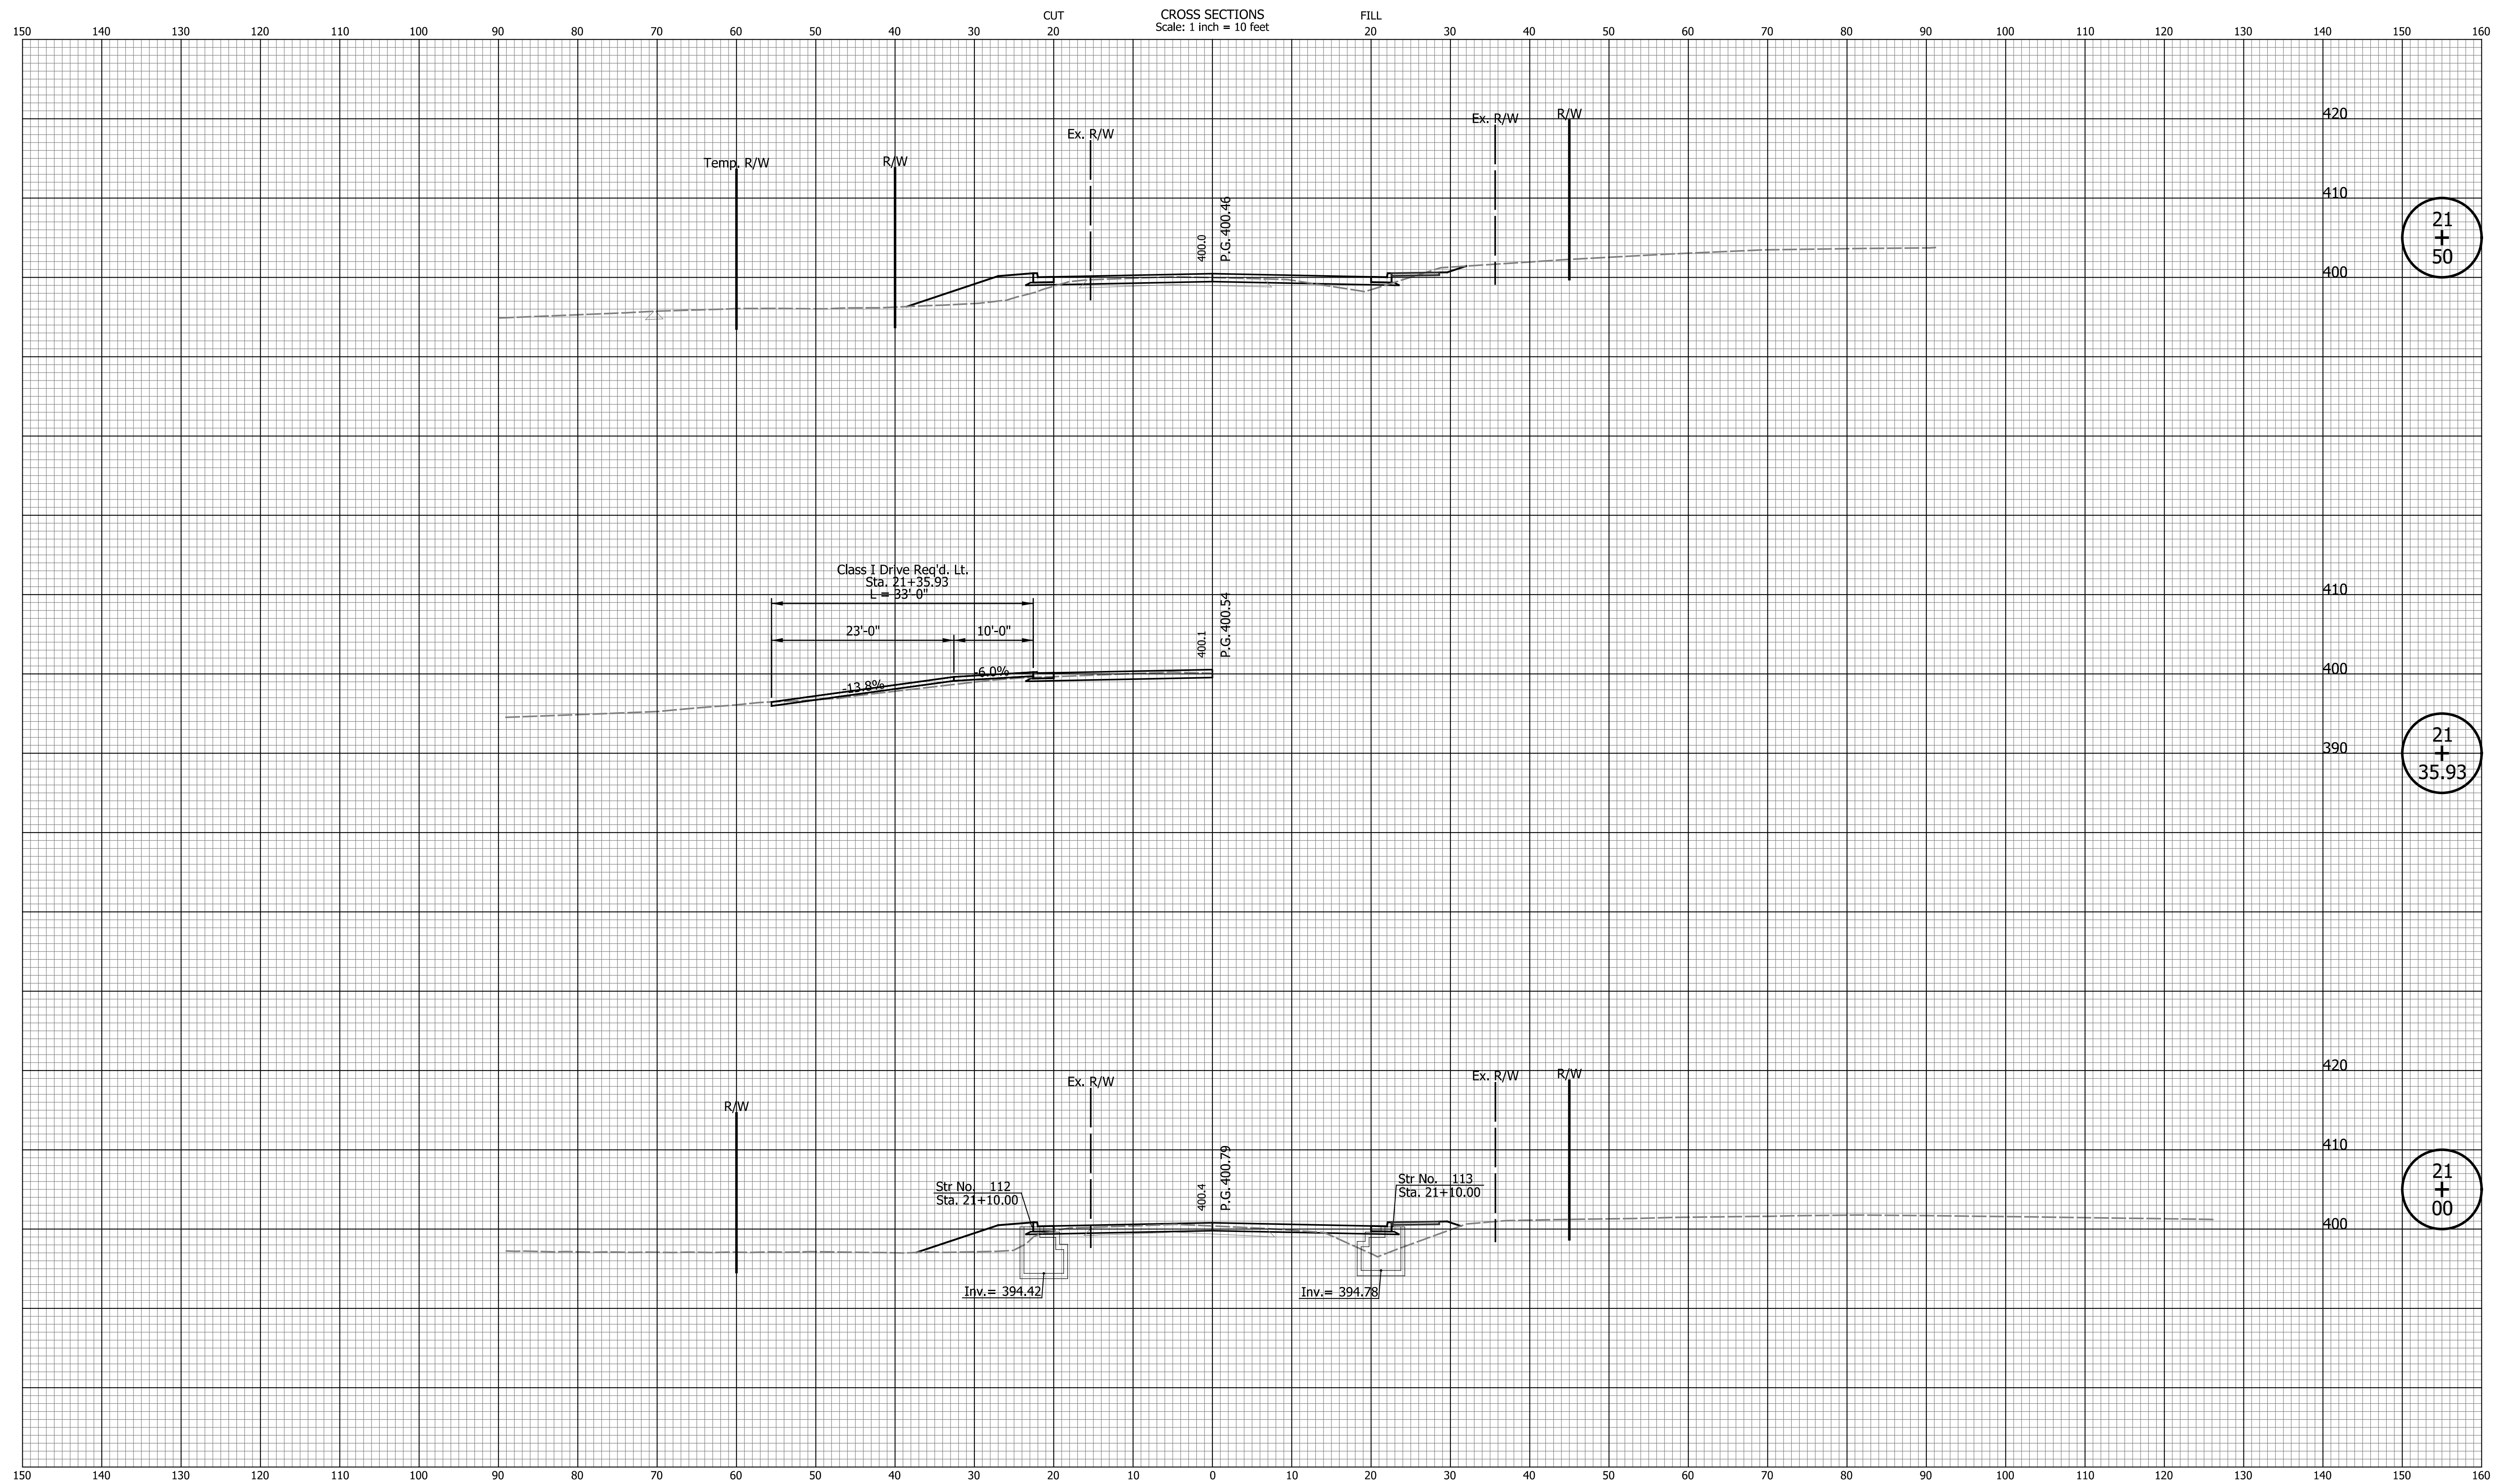 CUT CROSS SECTIONS FILL
Scale: 1 inch = 10 feet
150 140 130 120 110 100 90 80 70 60 50 40 30 20 20 30 40 50 60 70 80 90 100 110 120 130 140 150 160
420
Ex. R/W R/W
Ex. R/W
Temp. R/W R/W
410
400.0
P.G. 400.46
400
21
+
50
Class I Drive Req'd. Lt.
Sta. 21+35.93
L = 33'-0"
23'-0" 10'-0"
-13.8%
-6.0%
400.1
P.G. 400.54
410
400
390
21
+
35.93
420
Ex. R/W
Ex. R/W R/W
R/W
410
Str No. 112
Sta. 21+10.00
400.4
P.G. 400.79
Str No. 113
Sta. 21+10.00
400
21
+
00
Inv.= 394.42
Inv.= 394.78
150 140 130 120 110 100 90 80 70 60 50 40 30 20 10 0 10 20 30 40 50 60 70 80 90 100 110 120 130 140 150 160